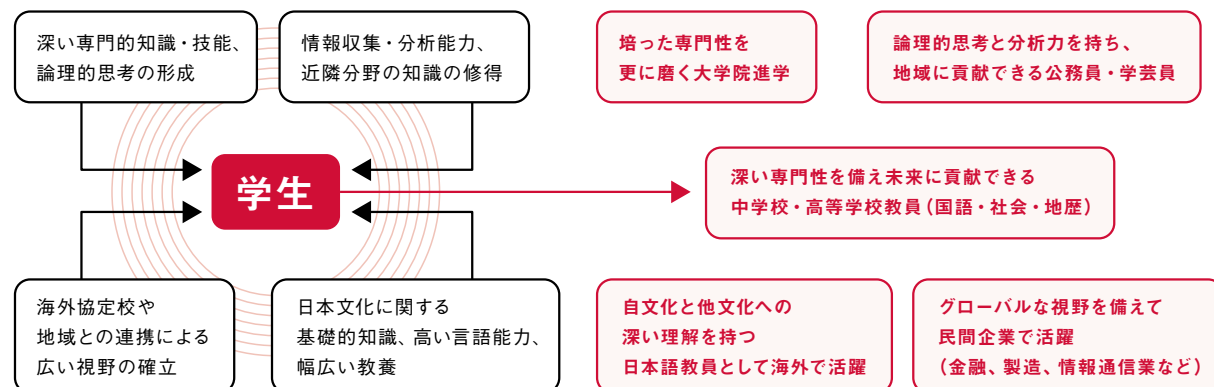 深い専門的知識・技能、
論理的思考の形成
情報収集・分析能力、
近隣分野の知識の修得
培った専門性を
更に磨く大学院進学
論理的思考と分析力を持ち、
地域に貢献できる公務員・学芸員
学生
深い専門性を備え未来に貢献できる
中学校・高等学校教員（国語・社会・地歴）
海外協定校や
地域との連携による
広い視野の確立
日本文化に関する
基礎的知識、高い言語能力、
幅広い教養
自文化と他文化への
深い理解を持つ
日本語教員として海外で活躍
グローバルな視野を備えて
民間企業で活躍
（金融、製造、情報通信業など）